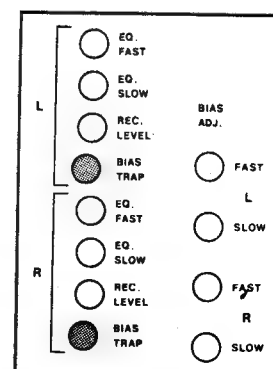 EQ.
FAST
EQ.
SLOW
BIAS
ADJ.
L
REC.
LEVEL
BIAS
TRAP
FAST
EQ.
FAST
L
EQ.
SLOW
SLOW
R
REC.
LEVEL
FAST
R
BIAS
TRAP
SLOW